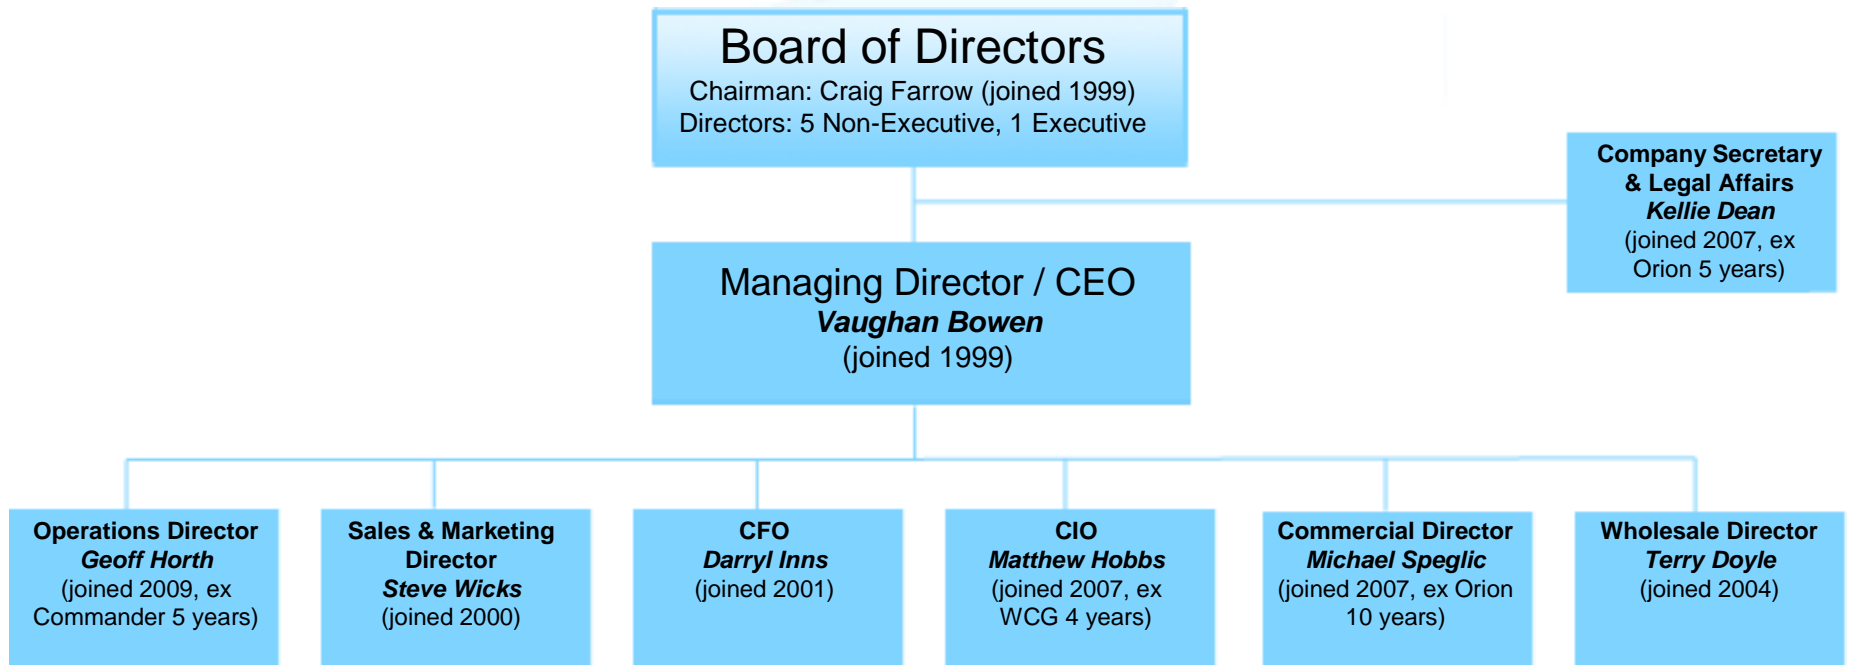 Board of Directors
Chairman: Craig Farrow (joined 1999)
Directors: 5 Non-Executive, 1 Executive
Company Secretary
& Legal Affairs
Kellie Dean
(joined 2007, ex
Orion 5 years)
Managing Director / CEO
Vaughan Bowen
(joined 1999)
Operations Director
Geoff Horth
(joined 2009, ex
Commander 5 years)
Sales & Marketing
Director
Steve Wicks
(joined 2000)
CFO
Darryl Inns
(joined 2001)
CIO
Matthew Hobbs
(joined 2007, ex
WCG 4 years)
Commercial Director
Michael Speglic
(joined 2007, ex Orion
10 years)
Wholesale Director
Terry Doyle
(joined 2004)